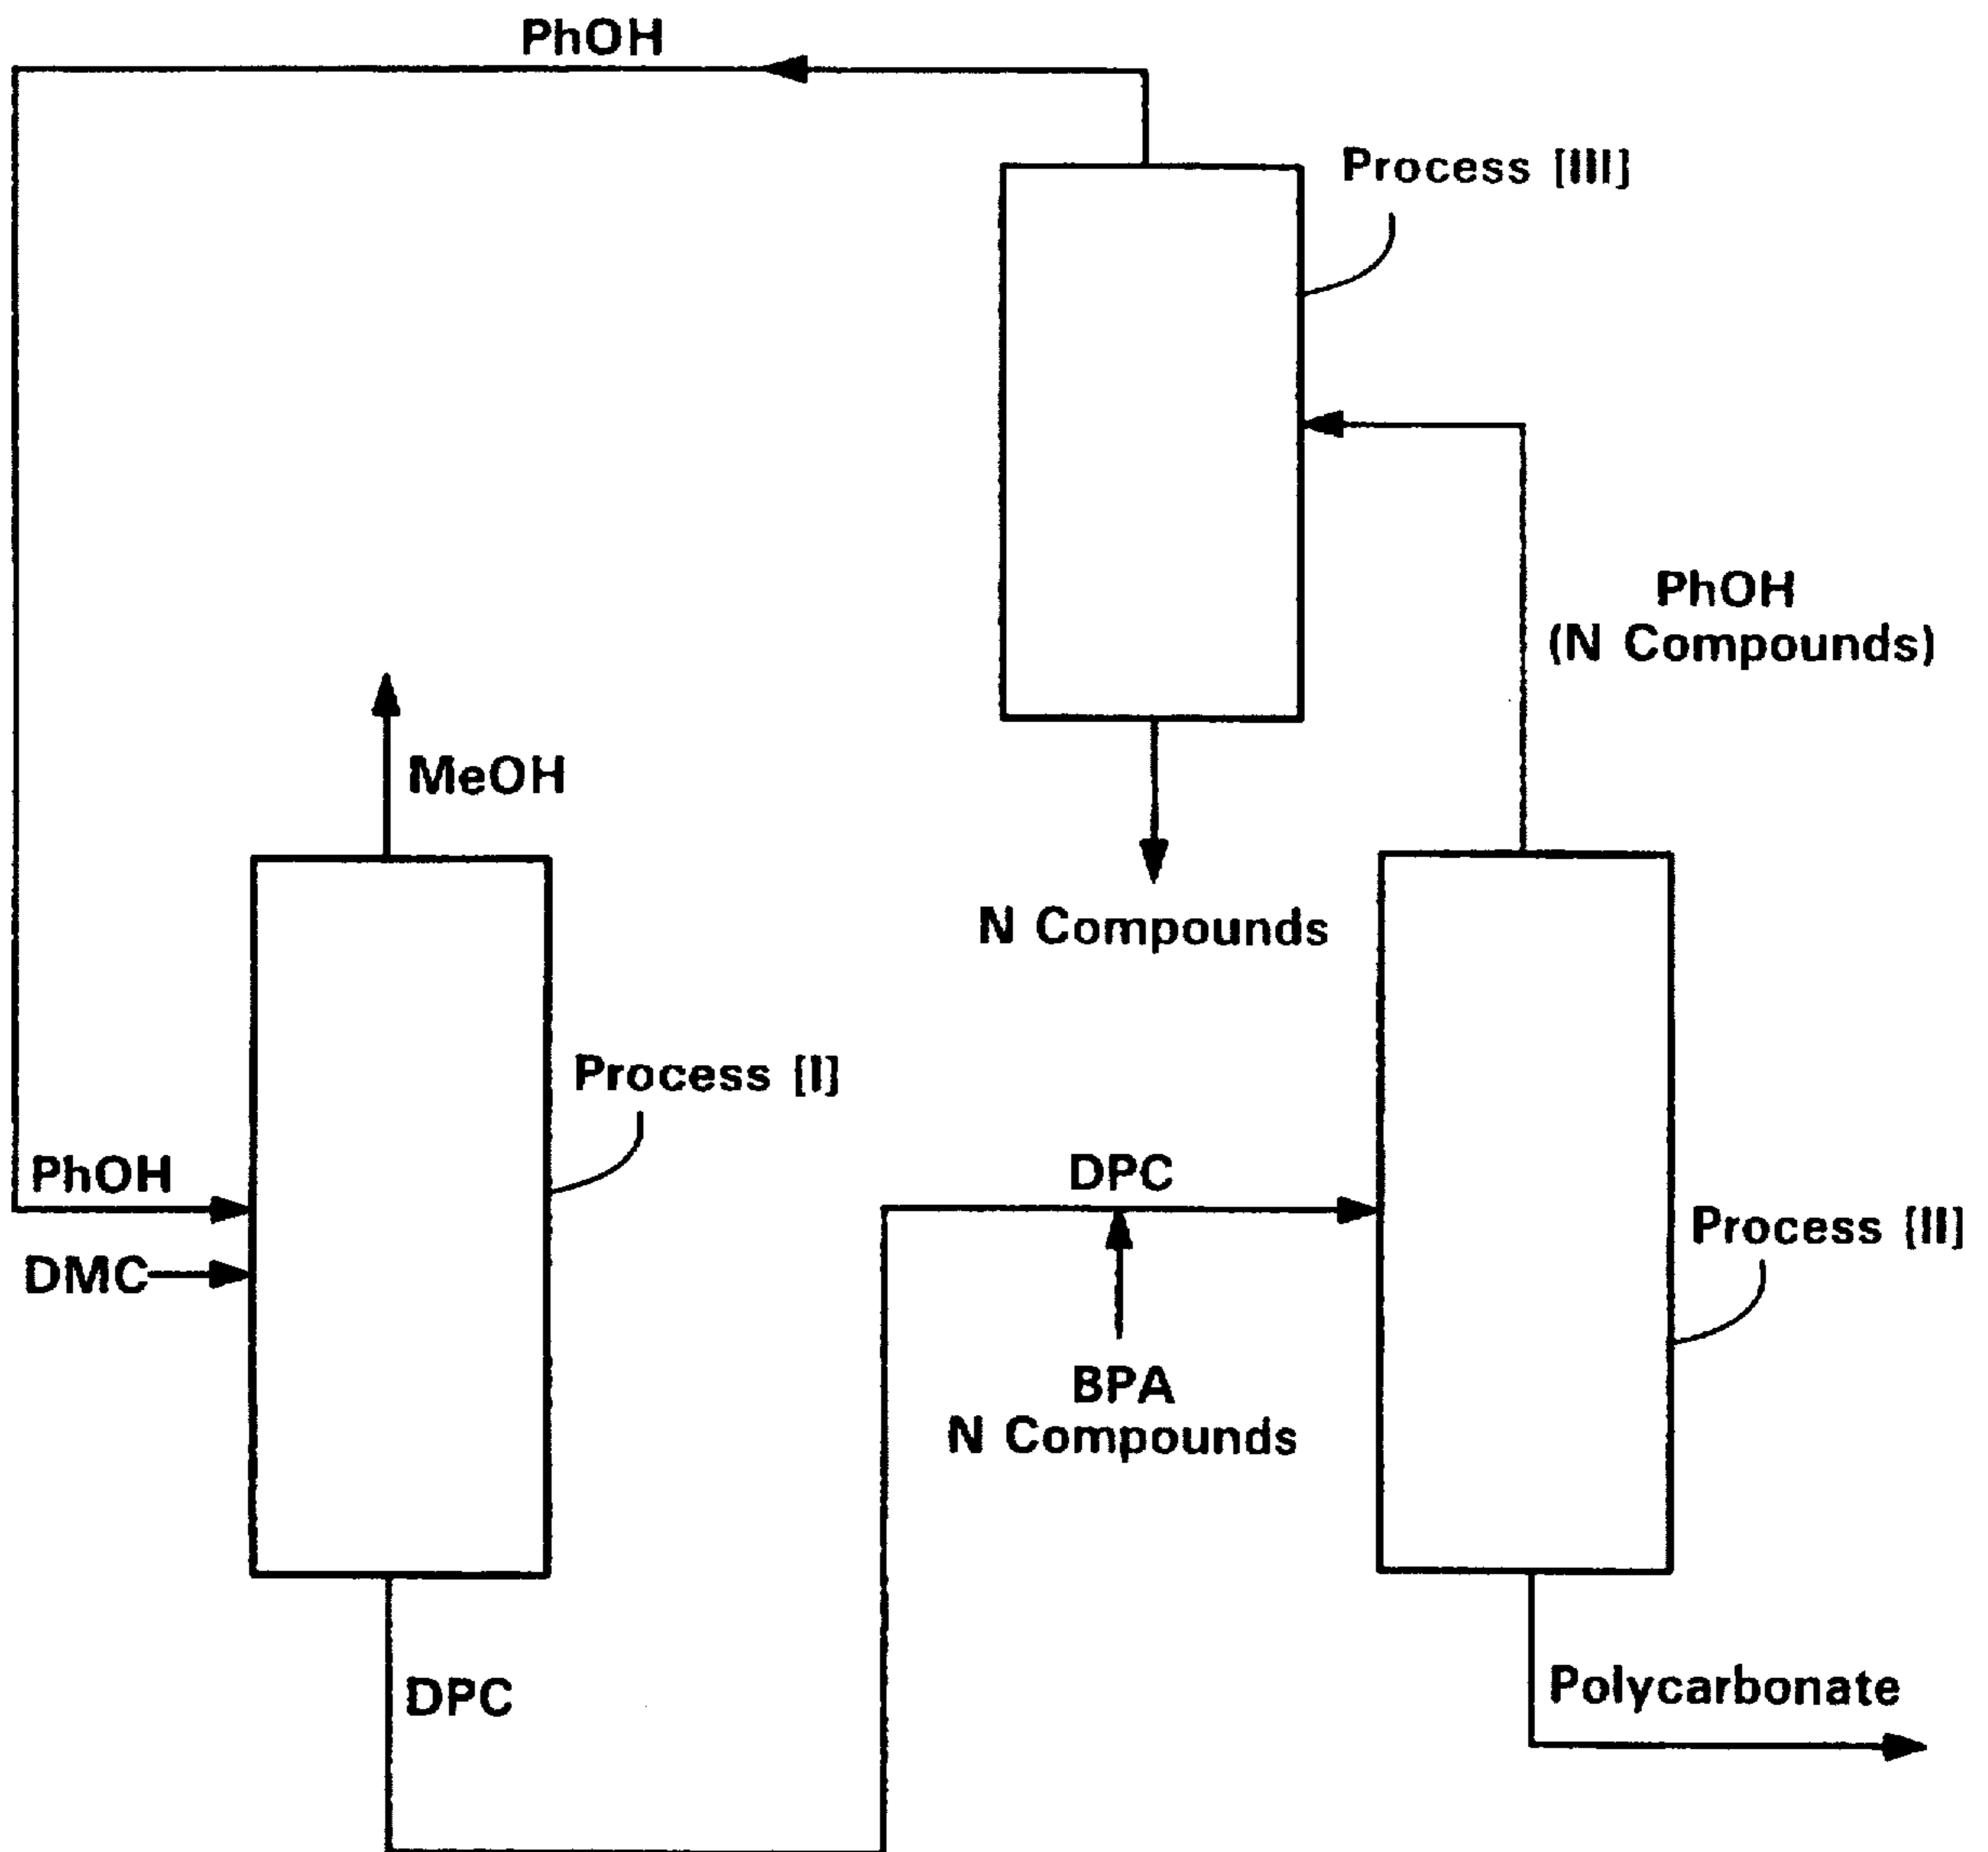 PhOH
Process [III]
PhOH
(N Compounds)
MeOH
N Compounds
Process [I]
PhOH
DPC
Process [II]
DMC
BPA
N Compounds
DPC
Polycarbonate